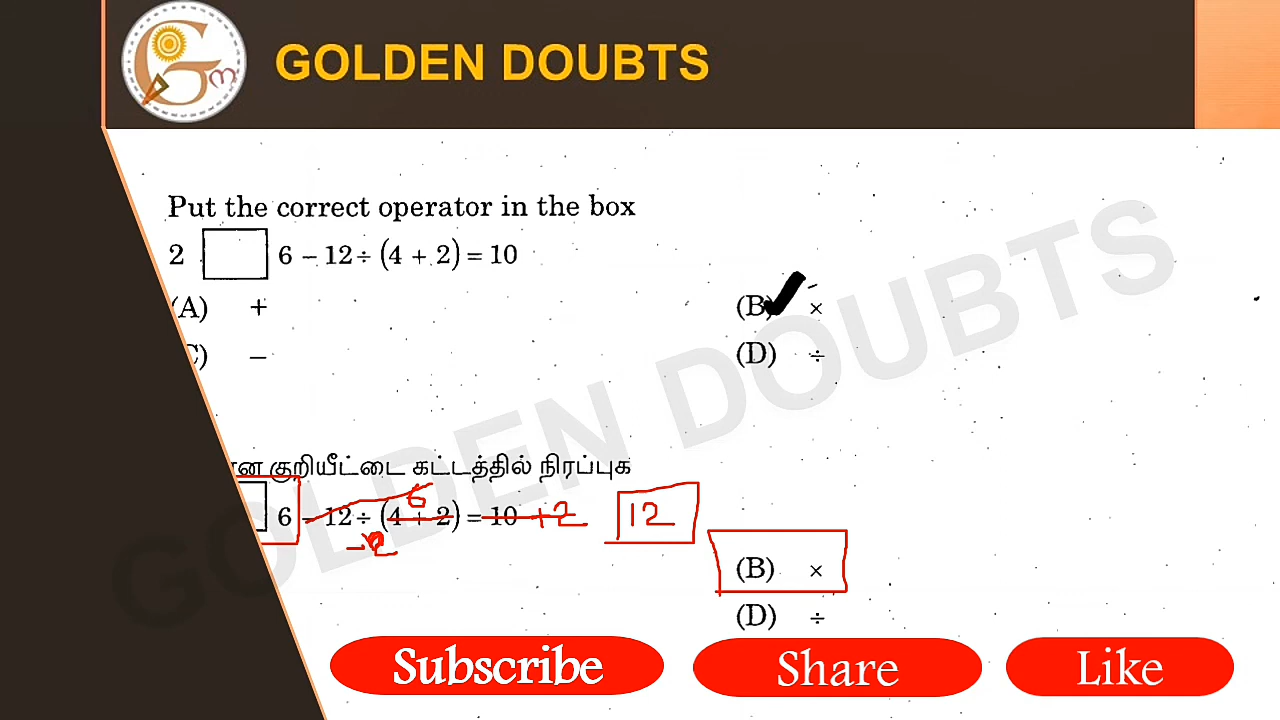 GOLDEN DOUBTS
Put the correct operator in the box
2 6 – 12 ÷ (4 + 2) = 10
(A) +
(B) ×
C) –
(D) ÷
GOLDEN DOUBTS
குறியீட்டை கட்டத்தில் நிரப்புக
6
6 – 12 ÷ (4 + 2) = 10 +2 12
–2
(B) ×
(D) ÷
Subscribe Share Like